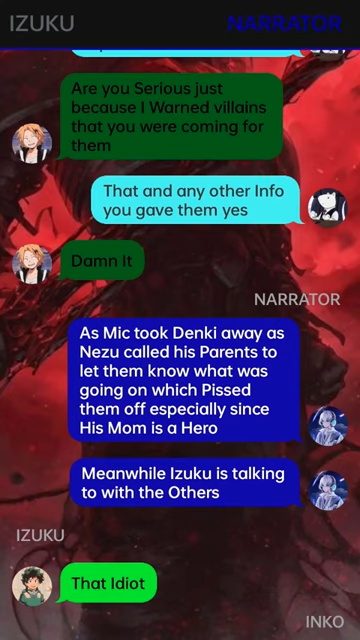 IZUKU NARRATOR
Are you Serious just
because I Warned villains
that you were coming for
them
That and any other Info
you gave them yes
Damn It
NARRATOR
As Mic took Denki away as
Nezu called his Parents to
let them know what was
going on which Pissed
them off especially since
His Mom is a Hero
Meanwhile Izuku is talking
to with the Others
IZUKU
That Idiot
INKO